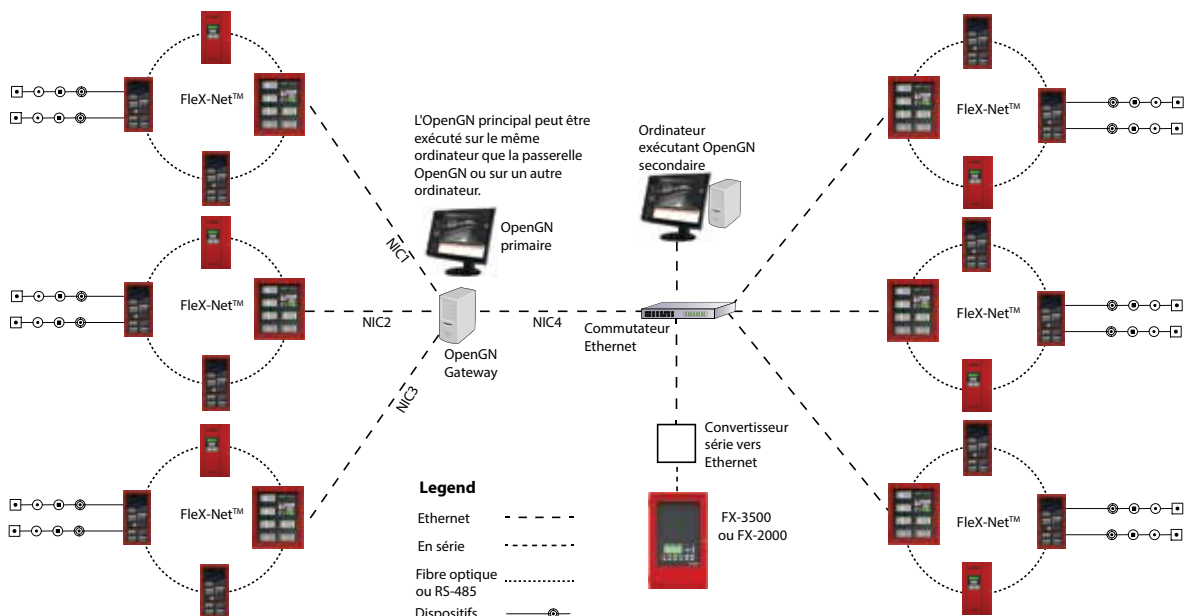 FleX-Net™
L'OpenGN principal peut être
exécuté sur le même
ordinateur que la passerelle
OpenGN ou sur un autre
ordinateur.
Ordinateur
exécutant OpenGN
secondaire
FleX-Net™
NIC1
OpenGN
primaire
FleX-Net™
NIC2
NIC4
Commutateur
Ethernet
FleX-Net™
OpenGN
Gateway
NIC3
Convertisseur
série vers
Ethernet
FleX-Net™
Legend
Ethernet
En série
Fibre optique
ou RS-485
Dispositifs
FX-3500
ou FX-2000
FleX-Net™